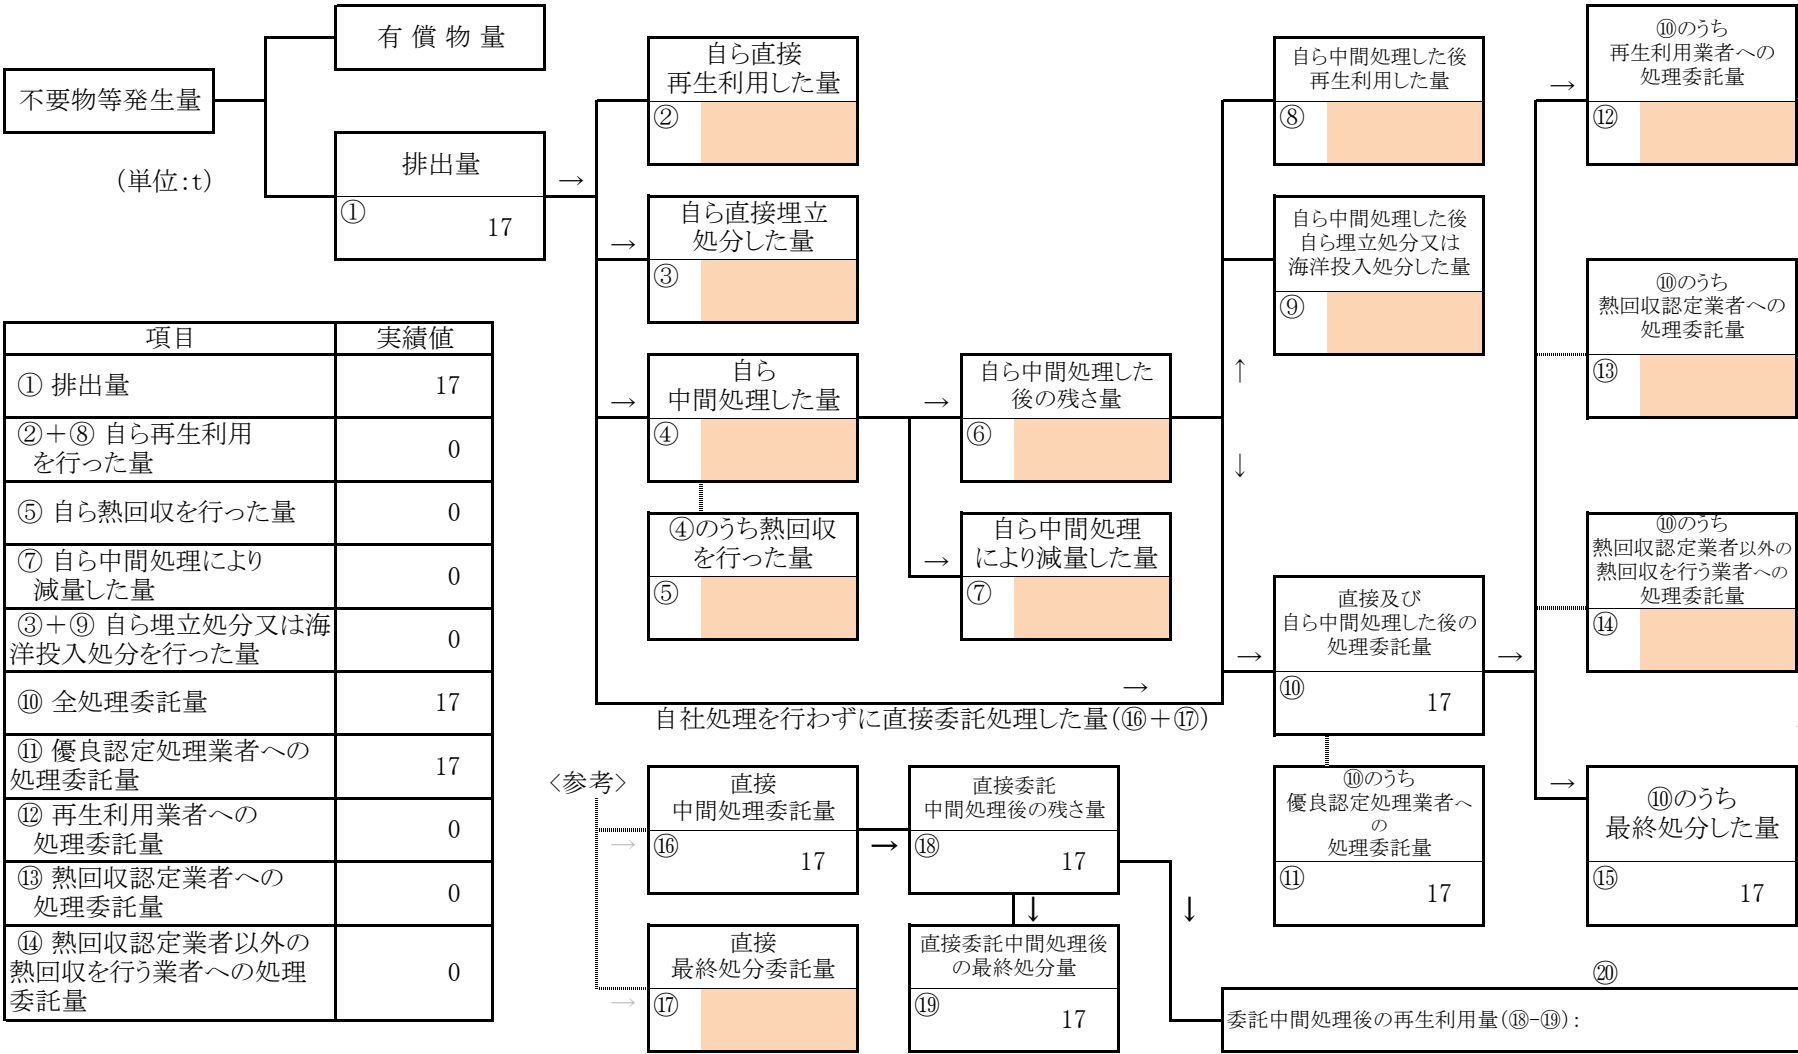 不要物等発生量
(単位:t)
有 償 物 量
排出量
①
17
→
自ら直接
再生利用した量
②
→
自ら直接埋立
処分した量
③
→
自ら
中間処理した量
④
④のうち熱回収
を行った量
⑤
→
自ら中間処理した
後の残さ量
⑥
→
自ら中間処理
により減量した量
⑦
↑
↓
自ら中間処理した後
再生利用した量
⑧
自ら中間処理した後
自ら埋立処分又は
海洋投入処分した量
⑨
→
自社処理を行わずに直接委託処理した量(⑯+⑰)
→
直接及び
自ら中間処理した後の
処理委託量
⑩
17
→
⑩のうち
優良認定処理業者へ
の
処理委託量
⑪
17
→
⑩のうち
再生利用業者への
処理委託量
⑫
⑩のうち
熱回収認定業者への
処理委託量
⑬
⑩のうち
熱回収認定業者以外の
熱回収を行う業者への
処理委託量
⑭
→
⑩のうち
最終処分した量
⑮
17
項目 実績値
① 排出量 17
②+⑧ 自ら再生利用
を行った量 0
⑤ 自ら熱回収を行った量 0
⑦ 自ら中間処理により
減量した量 0
③+⑨ 自ら埋立処分又は海
洋投入処分を行った量 0
⑩ 全処理委託量 17
⑪ 優良認定処理業者への
処理委託量 17
⑫ 再生利用業者への
処理委託量 0
⑬ 熱回収認定業者への
処理委託量 0
⑭ 熱回収認定業者以外の
熱回収を行う業者への処理
委託量 0
<参考>
→
直接
中間処理委託量
⑯
17
→
直接委託
中間処理後の残さ量
⑱
17
↓
↓
→
直接
最終処分委託量
⑰
直接委託中間処理後
の最終処分量
⑲
17
⑳
委託中間処理後の再生利用量(⑱-⑲):